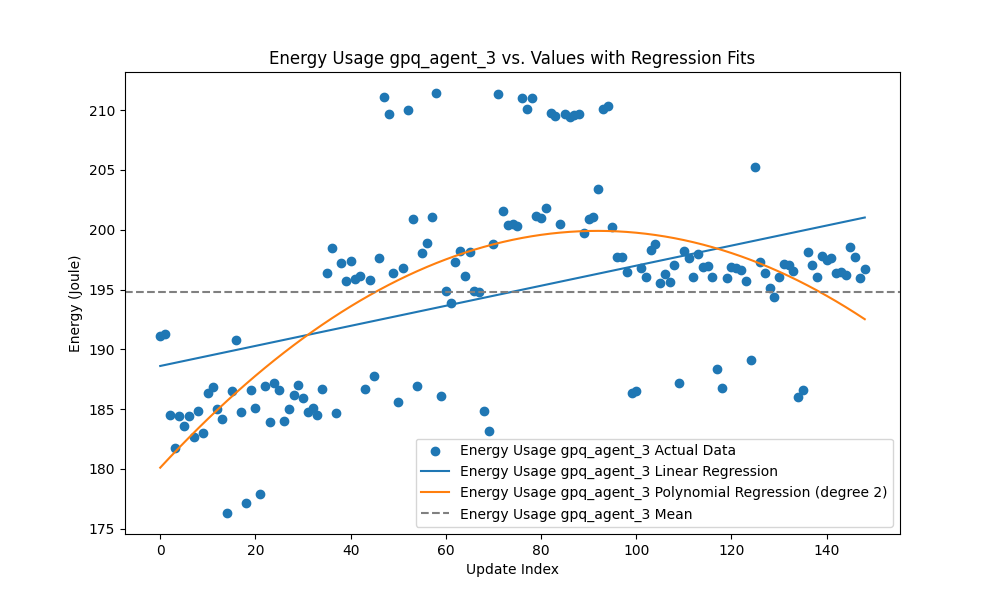 Energy Usage gpq_agent_3 vs. Values with Regression Fits
Energy (Joule)
210
205
200
195
190
185
180
175
Energy Usage gpq_agent_3 Actual Data
Energy Usage gpq_agent_3 Linear Regression
Energy Usage gpq_agent_3 Polynomial Regression (degree 2)
Energy Usage gpq_agent_3 Mean
0 20 40 60 80 100 120 140
Update Index